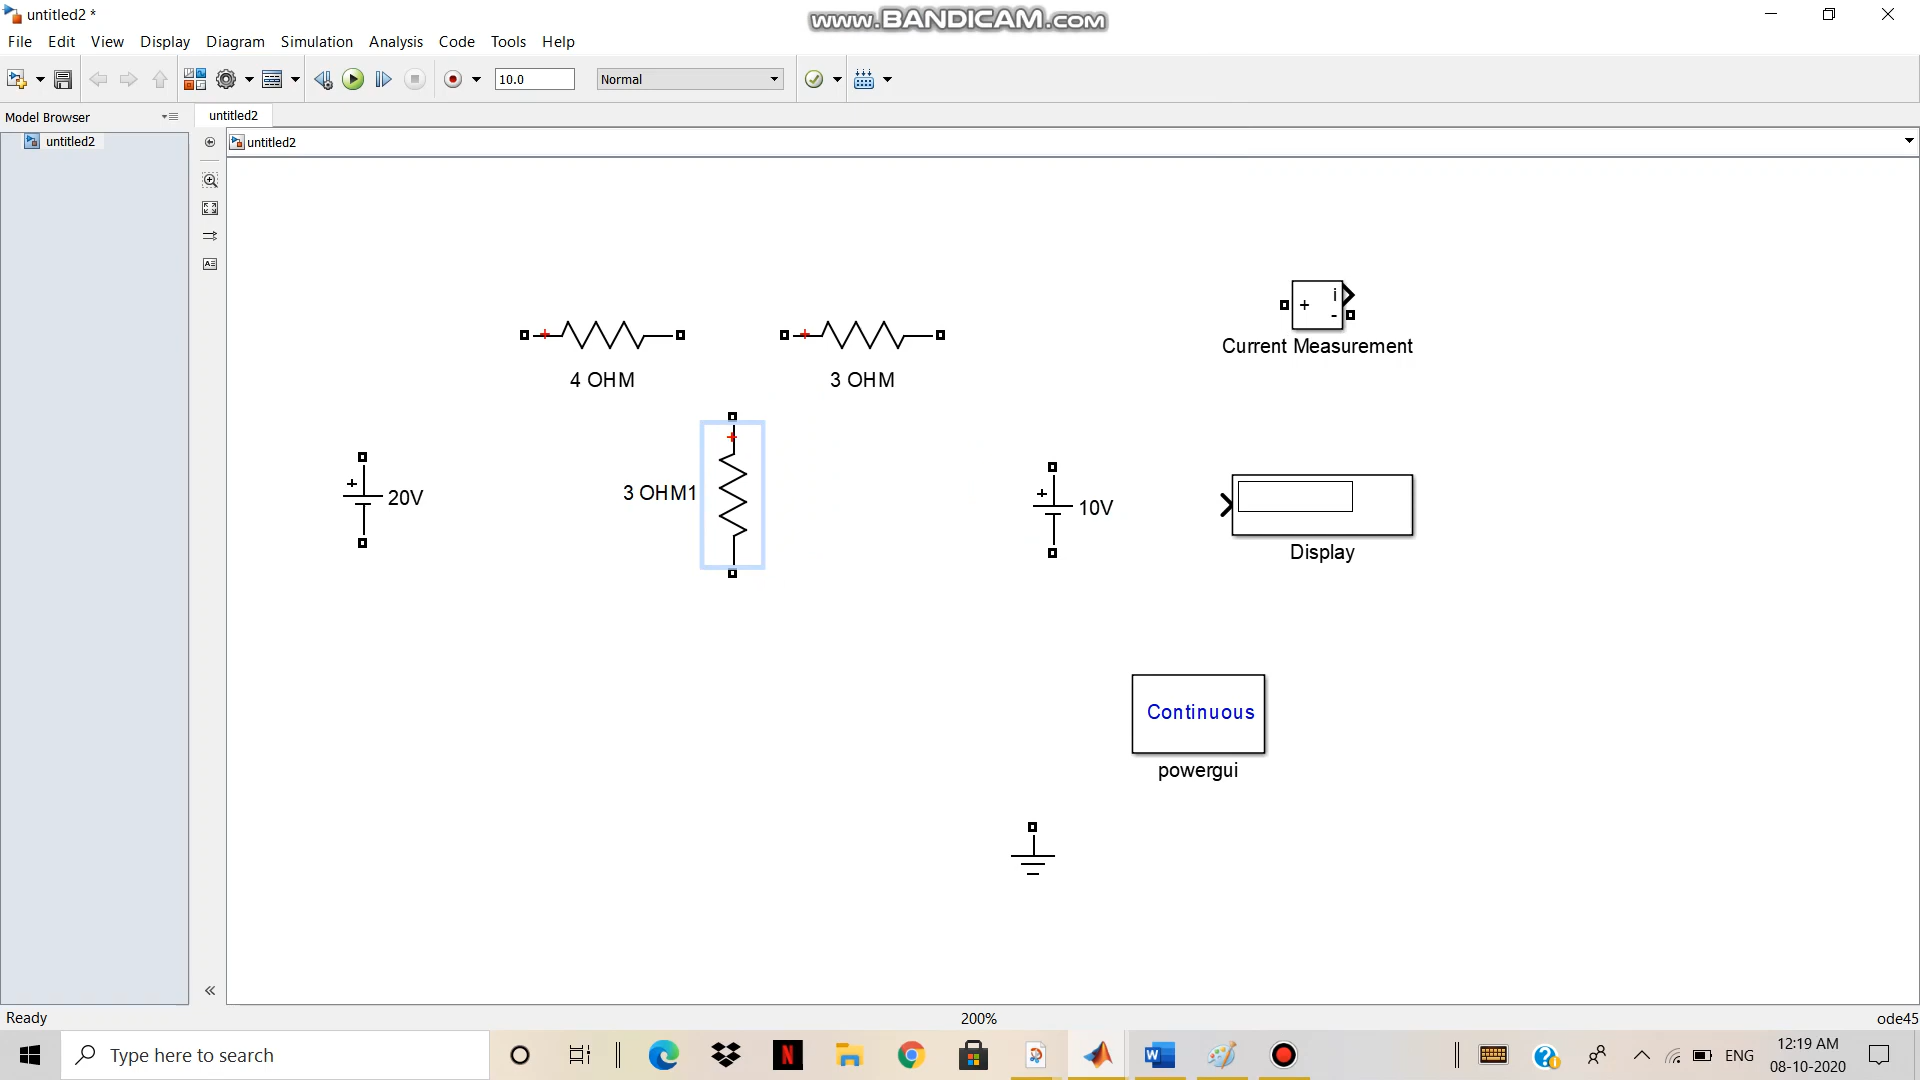 untitled2 *
www.BANDICAM.com
File Edit View Display Diagram Simulation Analysis Code Tools Help
10.0 Normal
Model Browser
untitled2
untitled2
untitled2
+ i
-
Current Measurement
4 OHM
3 OHM
3 OHM1
+
20V
+
10V
Display
Continuous
powergui
Ready
200%
ode45
Type here to search
ENG
12:19 AM
08-10-2020